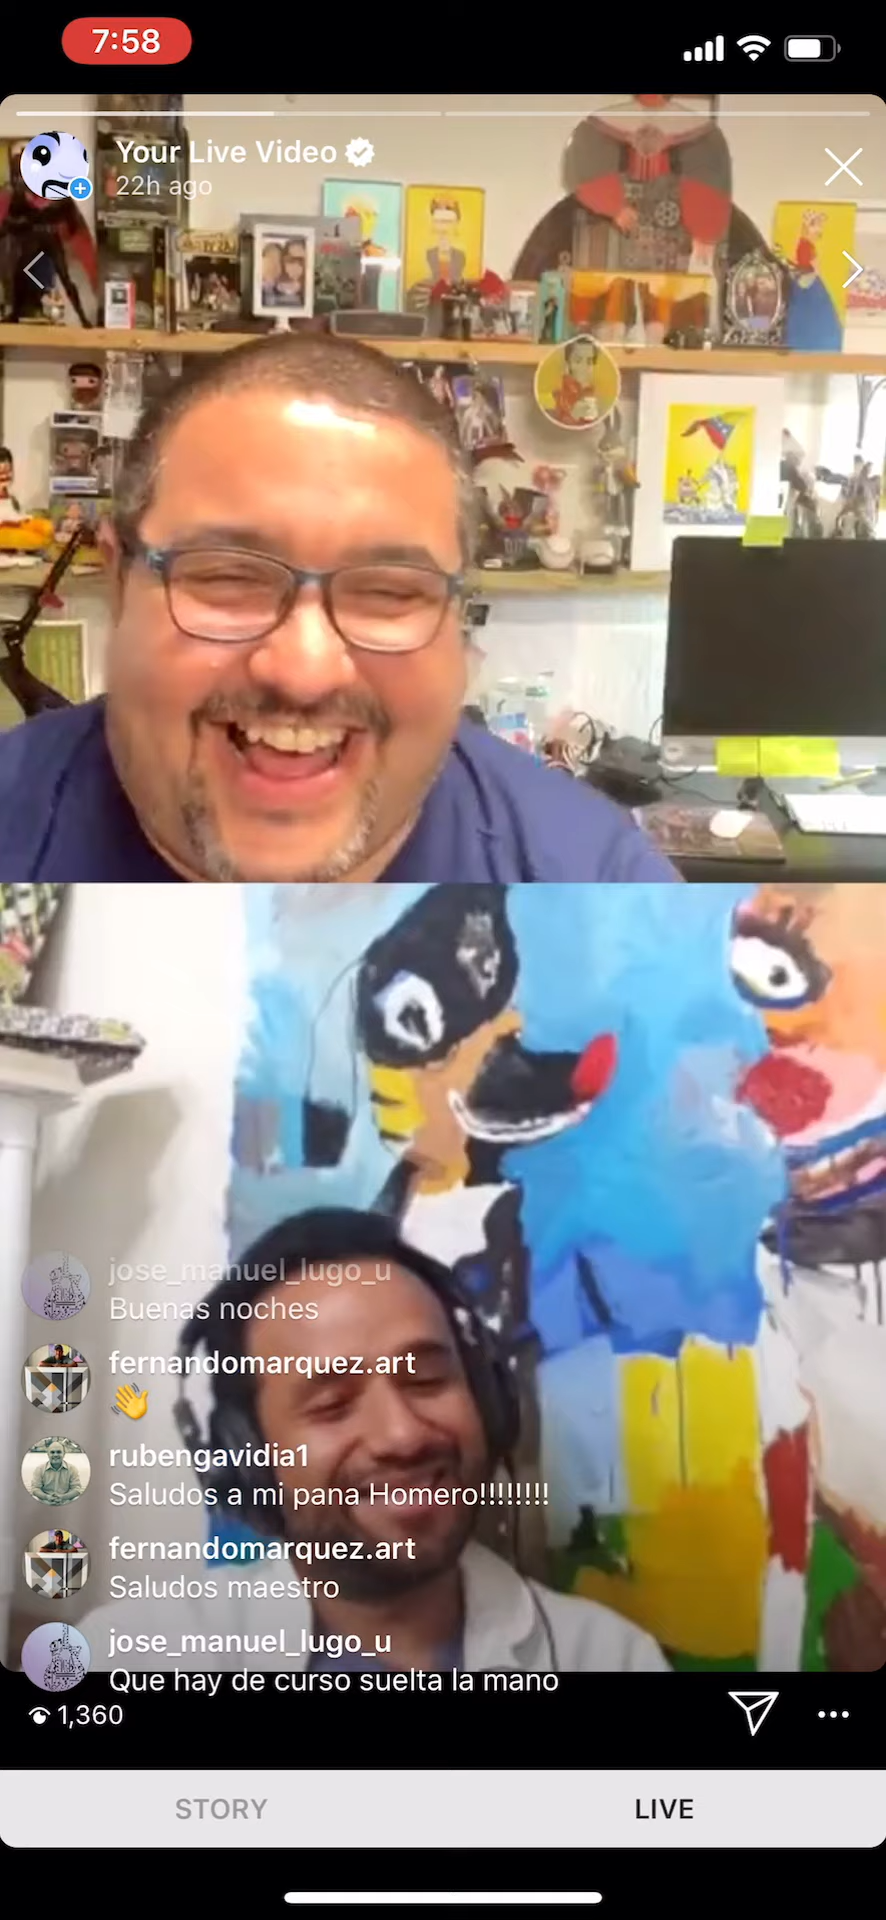 7:58
Your Live Video
22h ago
jose_manuel_lugo_u
Buenas noches
fernandomarquez.art
👋
rubengavidia1
Saludos a mi pana Homero!!!!!!!!
fernandomarquez.art
Saludos maestro
jose_manuel_lugo_u
Que hay de curso suelta la mano
1,360
STORY
LIVE